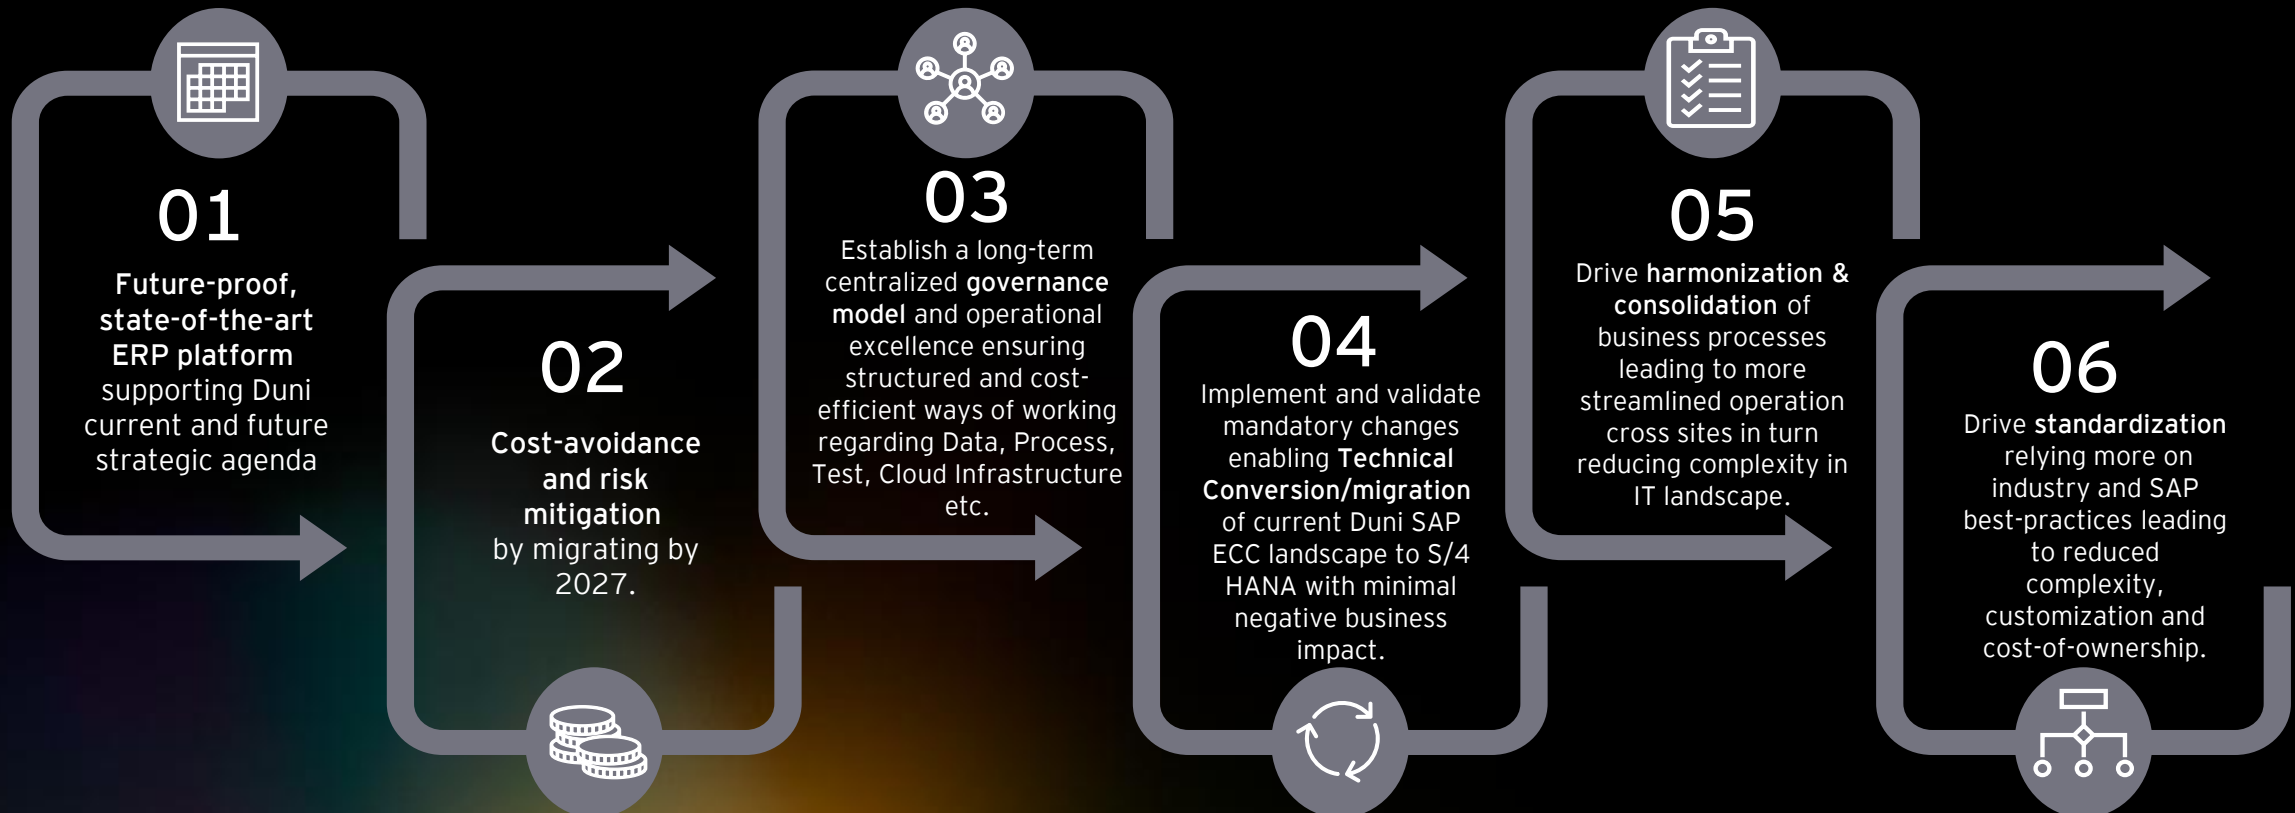 01
Future-proof,
state-of-the-art
ERP platform
supporting Duni
current and future
strategic agenda
02
Cost-avoidance
and risk
mitigation
by migrating by
2027.
03
Establish a long-term
centralized governance
model and operational
excellence ensuring
structured and cost-
efficient ways of working
regarding Data, Process,
Test, Cloud Infrastructure
etc.
04
Implement and validate
mandatory changes
enabling Technical
Conversion/migration
of current Duni SAP
ECC landscape to S/4
HANA with minimal
negative business
impact.
05
Drive harmonization &
consolidation of
business processes
leading to more
streamlined operation
cross sites in turn
reducing complexity in
IT landscape.
06
Drive standardization
relying more on
industry and SAP
best-practices leading
to reduced
complexity,
customization and
cost-of-ownership.